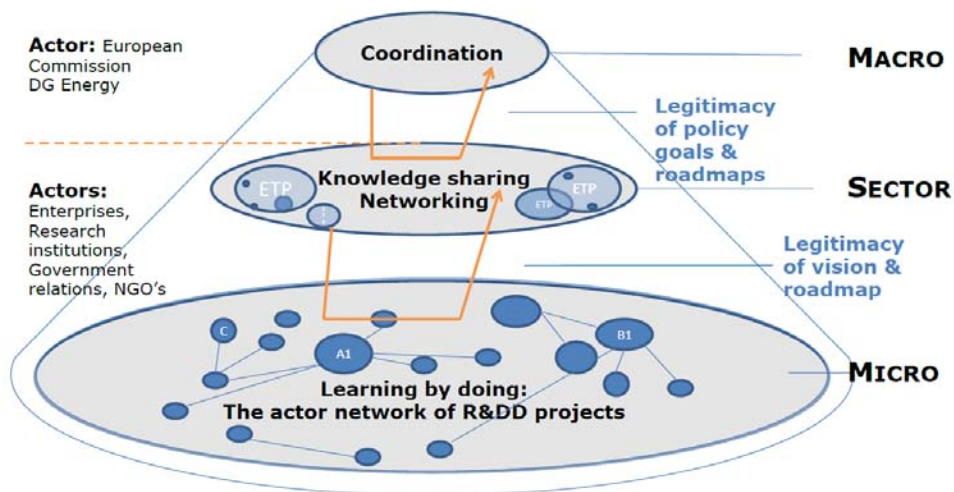 Actor: European
Commission
DG Energy
Coordination
MACRO
Legitimacy
of policy
goals &
roadmaps
Actors:
Enterprises,
Research
institutions,
Government
relations, NGO's
ETP
Knowledge sharing
Networking
ETP
ETP
SECTOR
Legitimacy
of vision &
roadmap
C
A1
B1
MICRO
Learning by doing:
The actor network of R&DD projects